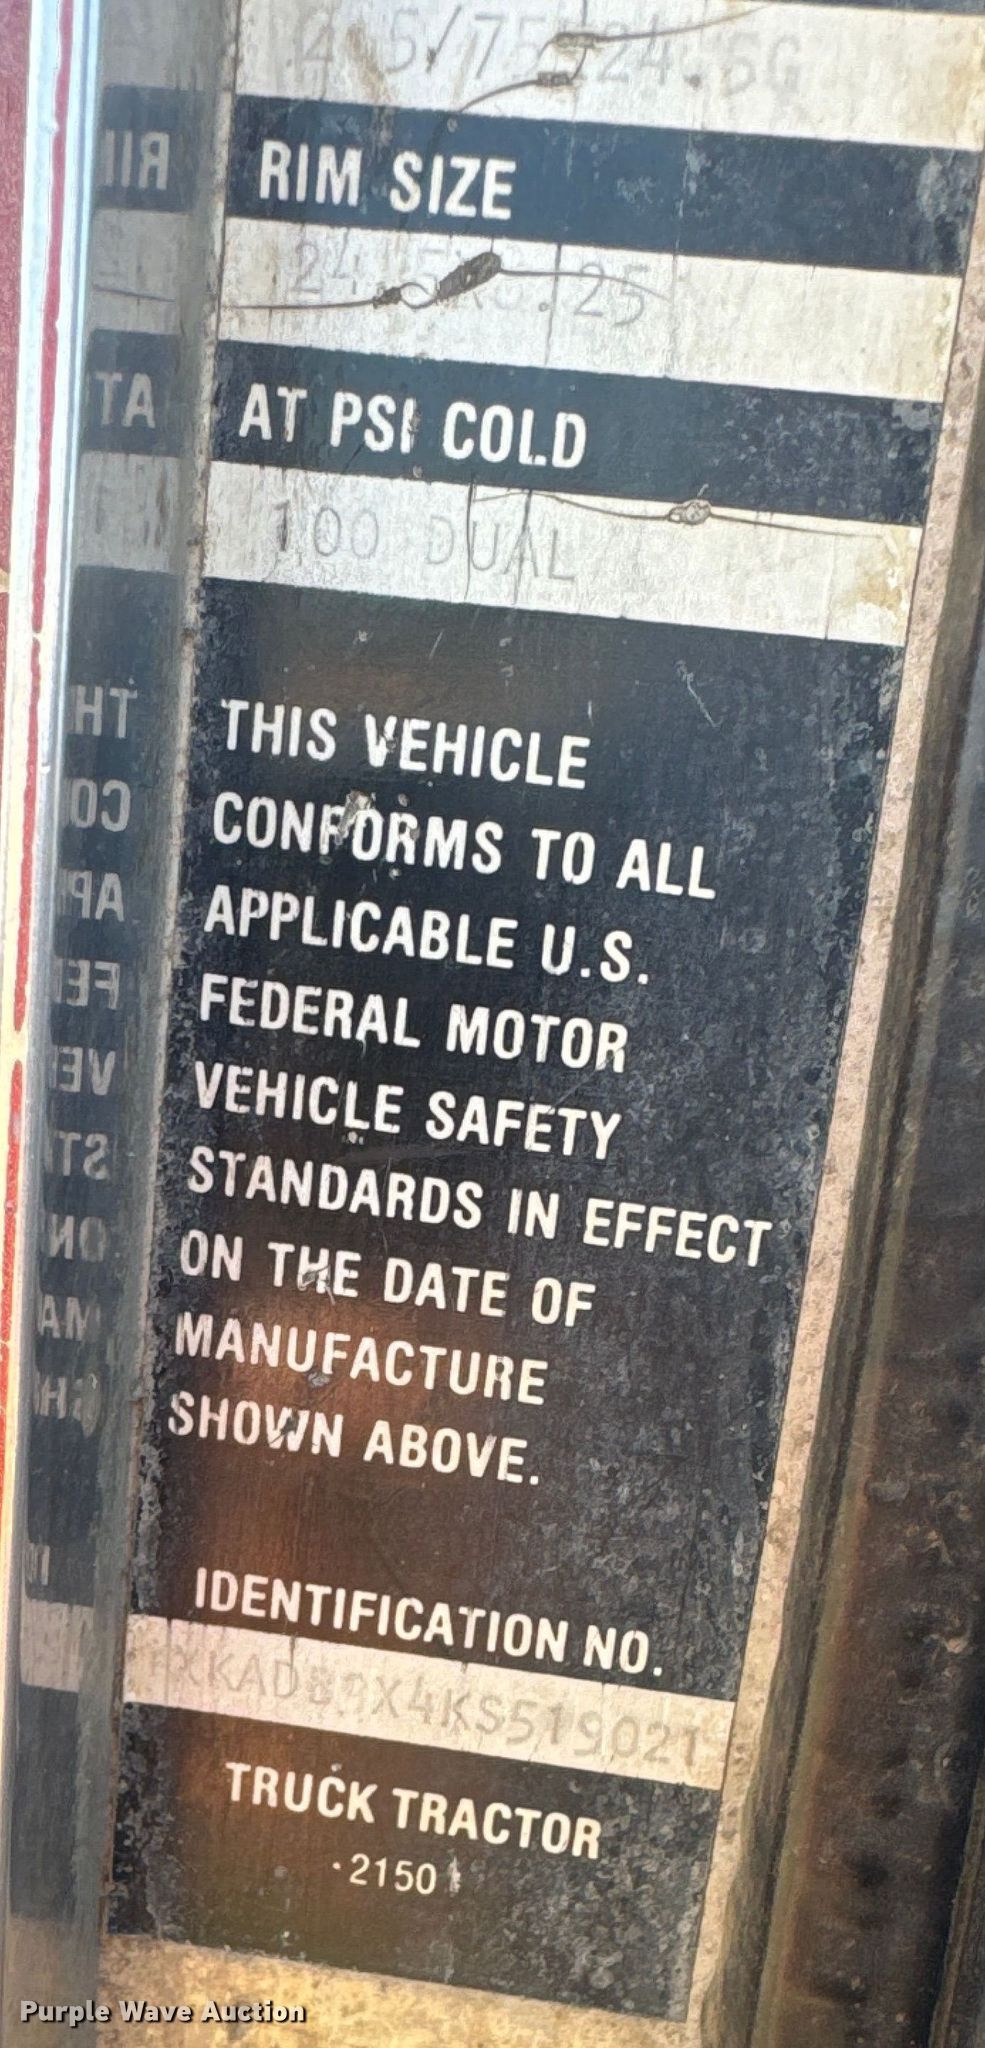 RIM SIZE
AT PSI COLD
100 DUAL
THIS VEHICLE
CONFORMS TO ALL
APPLICABLE U.S.
FEDERAL MOTOR
VEHICLE SAFETY
STANDARDS IN EFFECT
ON THE DATE OF
MANUFACTURE
SHOWN ABOVE.
IDENTIFICATION NO.
TRUCK TRACTOR
2150
Purple Wave Auction